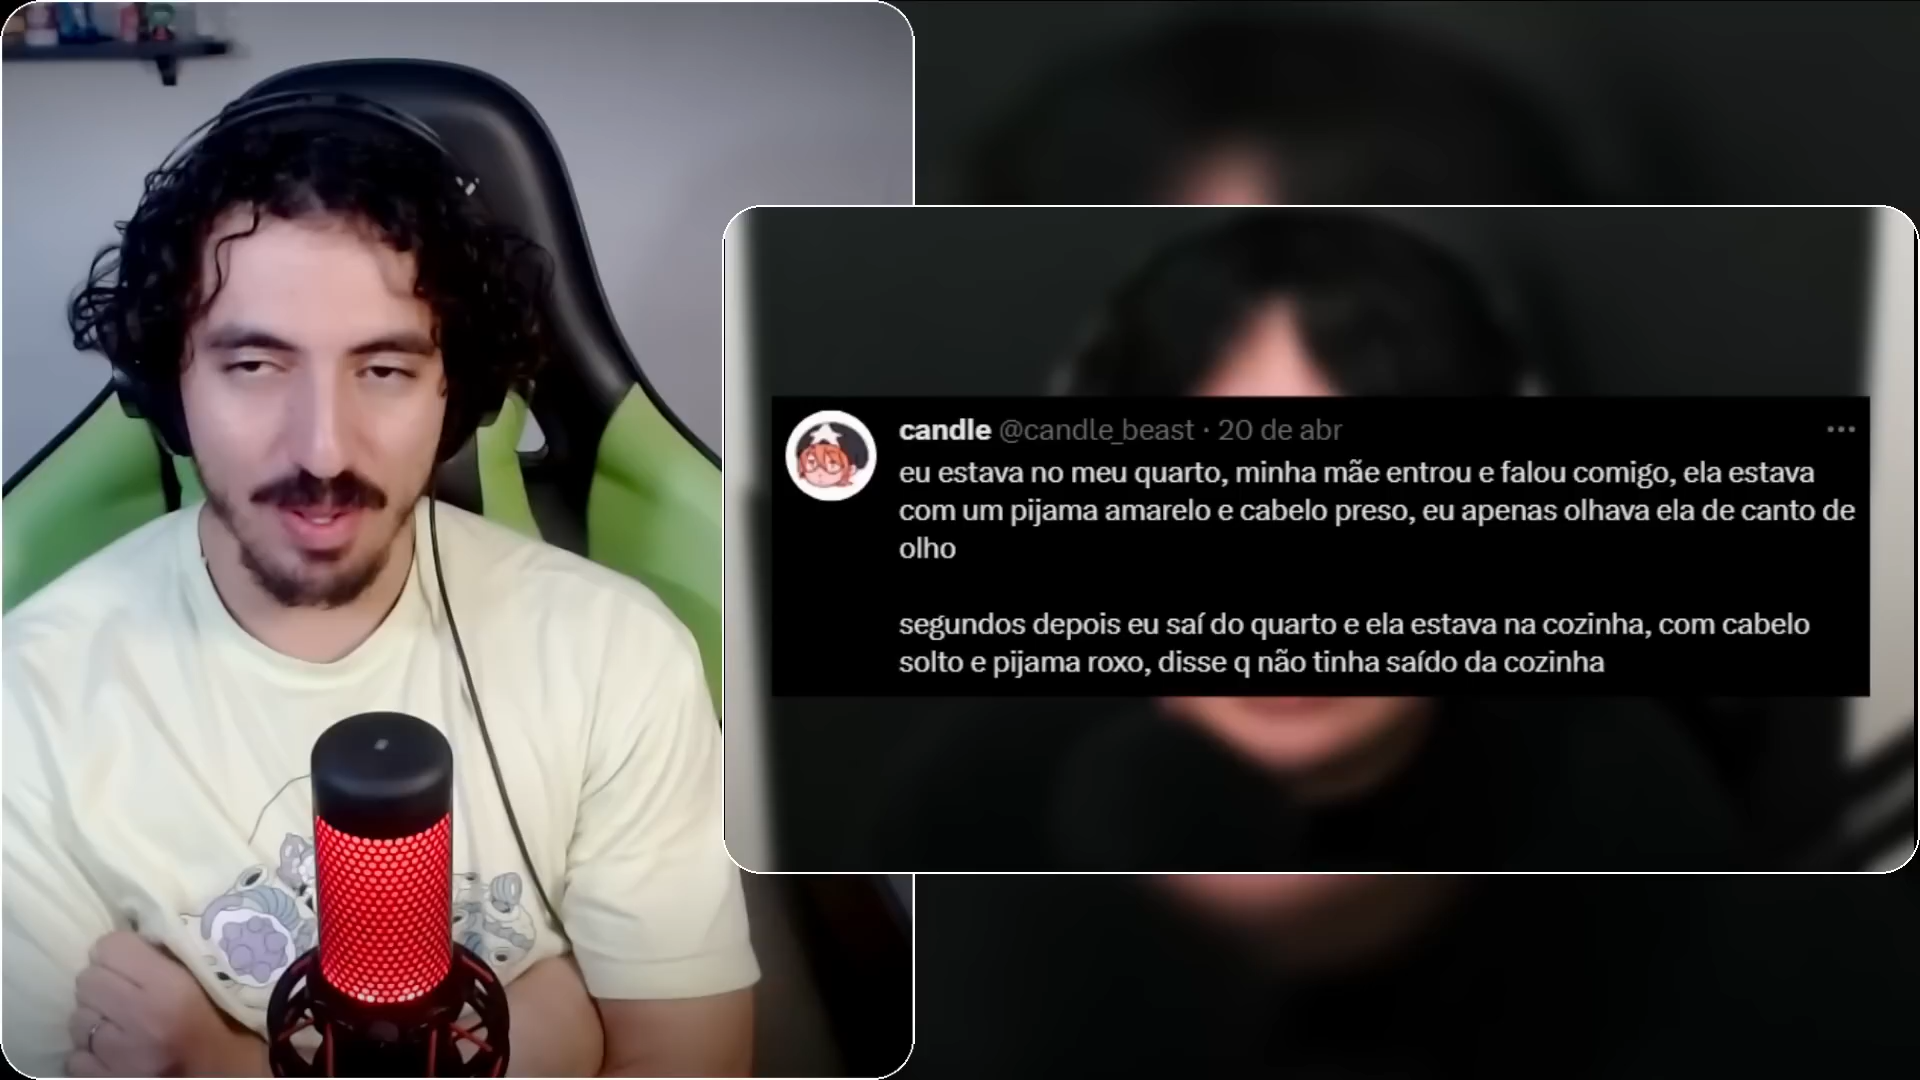 candle @candle_beast · 20 de abr
eu estava no meu quarto, minha mãe entrou e falou comigo, ela estava
com um pijama amarelo e cabelo preso, eu apenas olhava ela de canto de
olho
segundos depois eu saí do quarto e ela estava na cozinha, com cabelo
solto e pijama roxo, disse q não tinha saído da cozinha